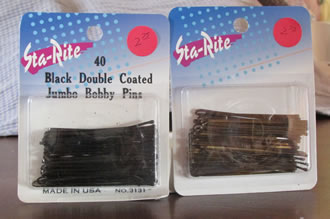 Sta-Rite
40
Black Double Coated
Jumbo Bobby Pins
MADE IN USA
NO. 3131
Sta-Rite